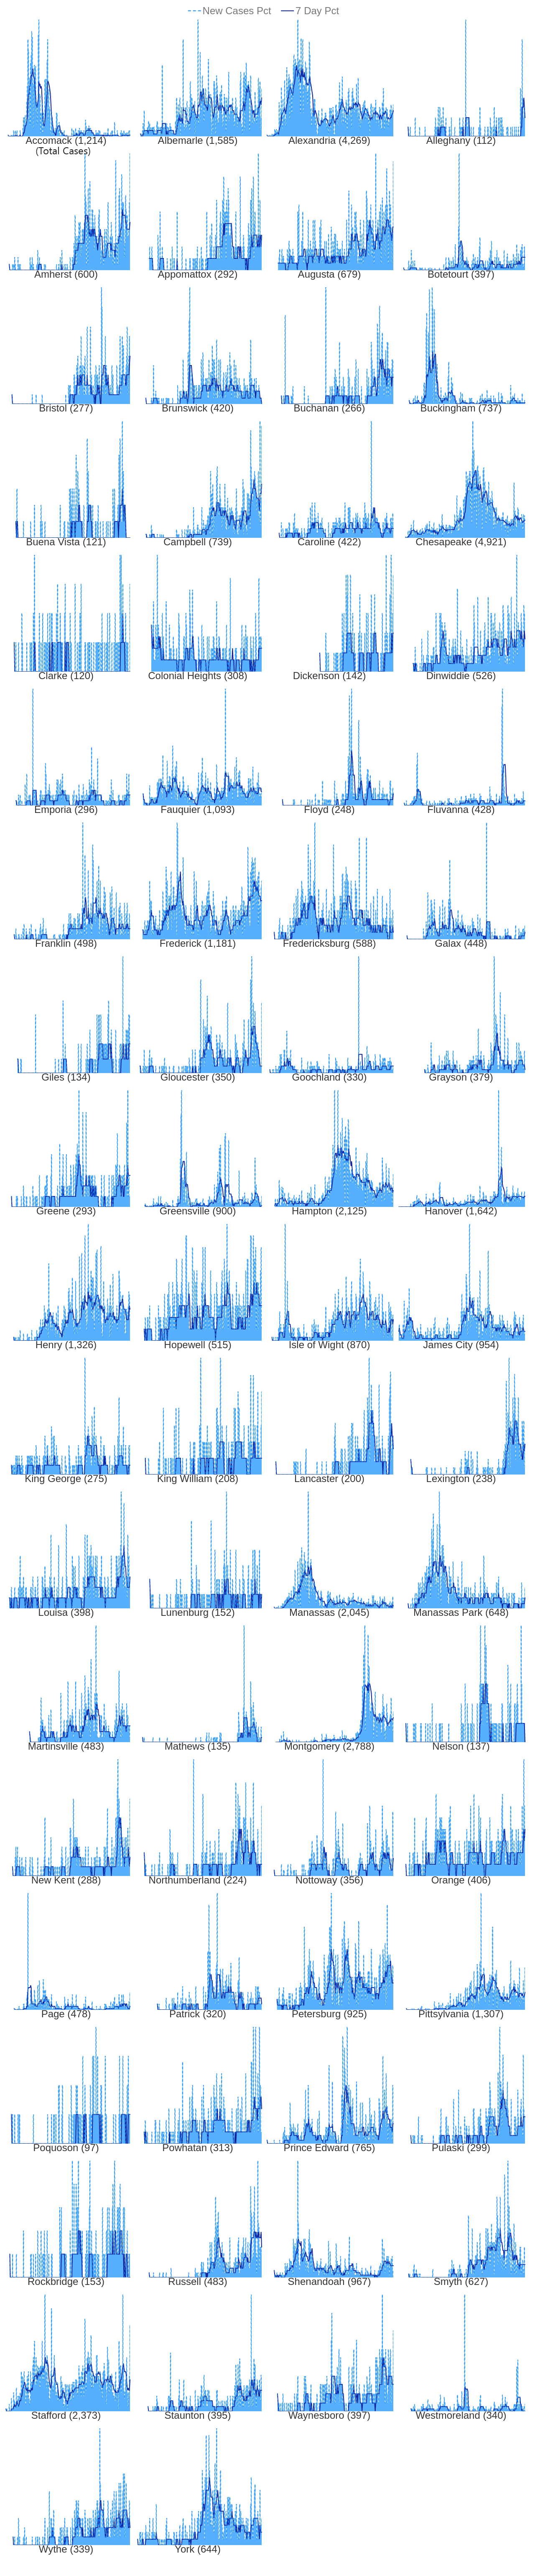 New Cases Pct 7 Day Pct
Accomack (1,214) Albemarle (1,585) Alexandria (4,269) Alleghany (112)
(Total Cases)
Amherst (600) Appomattox (292) Augusta (679) Botetourt (397)
Bristol (277) Brunswick (420) Buchanan (266) Buckingham (737)
Buena Vista (121) Campbell (739) Caroline (422) Chesapeake (4,921)
Clarke (120) Colonial Heights (308) Dickenson (142) Dinwiddie (526)
Emporia (296) Fauquier (1,093) Floyd (248) Fluvanna (428)
Franklin (498) Frederick (1,181) Fredericksburg (588) Galax (448)
Giles (134) Gloucester (350) Goochland (330) Grayson (379)
Greene (293) Greensville (900) Hampton (2,125) Hanover (1,642)
Henry (1,326) Hopewell (515) Isle of Wight (870) James City (954)
King George (275) King William (208) Lancaster (200) Lexington (238)
Louisa (398) Lunenburg (152) Manassas (2,045) Manassas Park (648)
Martinsville (483) Mathews (135) Montgomery (2,788) Nelson (137)
New Kent (288) Northumberland (224) Nottoway (356) Orange (406)
Page (478) Patrick (320) Petersburg (925) Pittsylvania (1,307)
Poquoson (97) Powhatan (313) Prince Edward (765) Pulaski (299)
Rockbridge (153) Russell (483) Shenandoah (967) Smyth (627)
Stafford (2,373) Staunton (395) Waynesboro (397) Westmoreland (340)
Wythe (339) York (644)